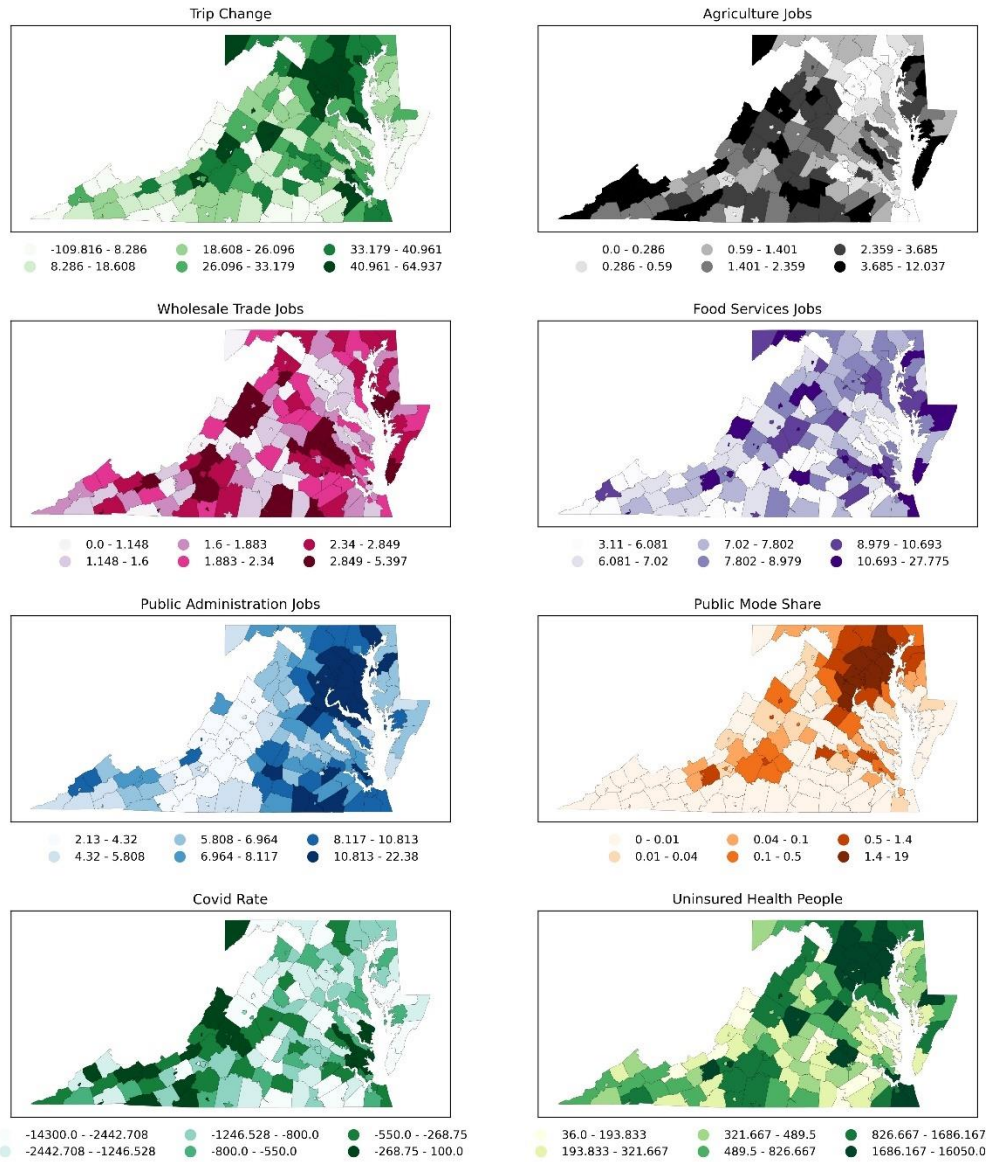 Trip Change
Agriculture Jobs
-109.816 - 8.286 18.608 - 26.096 33.179 - 40.961
8.286 - 18.608 26.096 - 33.179 40.961 - 64.937
0.0 - 0.286 0.59 - 1.401 2.359 - 3.685
0.286 - 0.59 1.401 - 2.359 3.685 - 12.037
Wholesale Trade Jobs
Food Services Jobs
0.0 - 1.148 1.6 - 1.883 2.34 - 2.849
1.148 - 1.6 1.883 - 2.34 2.849 - 5.397
3.11 - 6.081 7.02 - 7.802 8.979 - 10.693
6.081 - 7.02 7.802 - 8.979 10.693 - 27.775
Public Administration Jobs
Public Mode Share
2.13 - 4.32 5.808 - 6.964 8.117 - 10.813
4.32 - 5.808 6.964 - 8.117 10.813 - 22.38
0 - 0.01 0.04 - 0.1 0.5 - 1.4
0.01 - 0.04 0.1 - 0.5 1.4 - 19
Covid Rate
Uninsured Health People
-14300.0 - -2442.708 -1246.528 - -800.0 -550.0 - -268.75
-2442.708 - -1246.528 -800.0 - -550.0 -268.75 - 100.0
36.0 - 193.833 321.667 - 489.5 826.667 - 1686.167
193.833 - 321.667 489.5 - 826.667 1686.167 - 16050.0